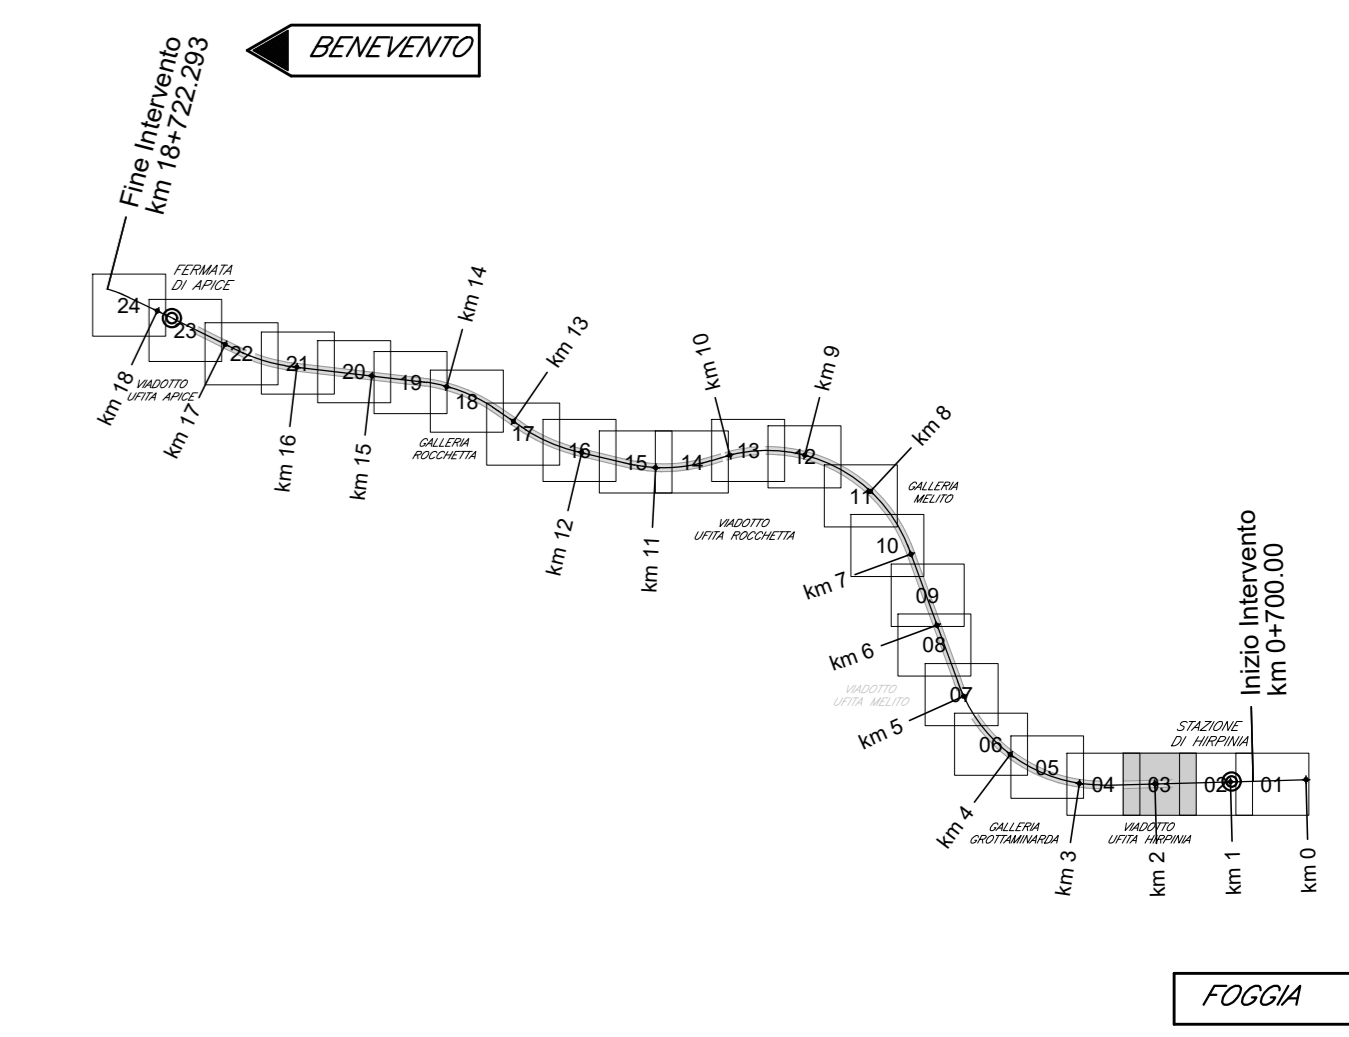 BENEVENTO
Fine Intervento
km 18+722.293
FERMATA
DI APICE
24
23
22
21
20
19
18
17
16
15
14
13
12
11
10
09
08
07
06
05
04
03
02
01
km 18
VIADOTTO
UFITA APICE
km 17
km 16
km 15
km 14
km 13
GALLERIA
ROCCHETTA
km 12
km 11
km 10
VIADOTTO
UFITA ROCCHETTA
km 9
km 8
GALLERIA
MELITO
km 7
km 6
VIADOTTO
UFITA MELITO
km 5
km 4
GALLERIA
GROTTAMINARDA
km 3
VIADOTTO
UFITA HIRPINIA
km 2
km 1
km 0
STAZIONE
DI HIRPINIA
Inizio Intervento
km 0+700.00
FOGGIA